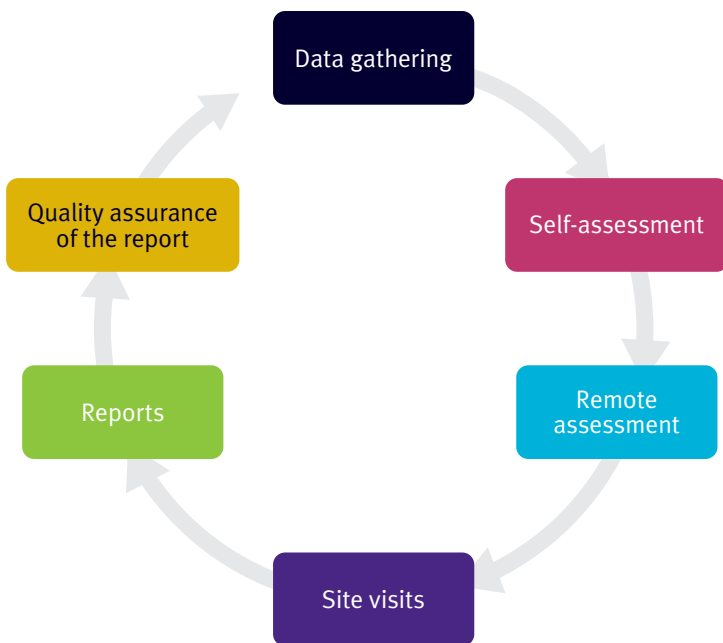 Data gathering
Self-assessment
Remote
assessment
Site visits
Reports
Quality assurance
of the report